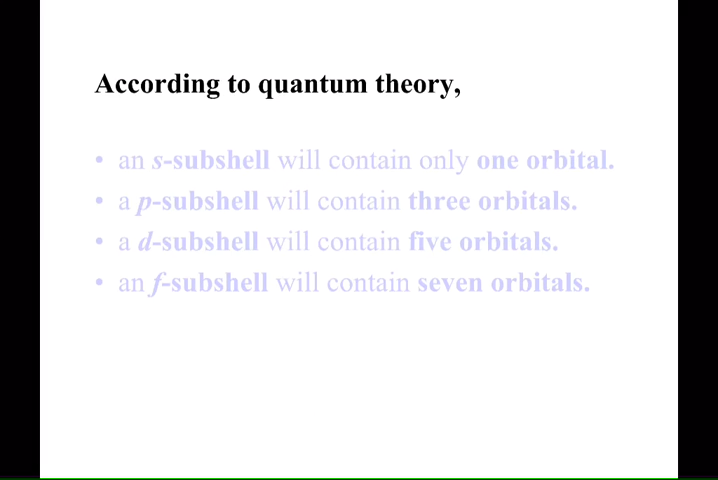 According to quantum theory,
• an s-subshell will contain only one orbital.
• a p-subshell will contain three orbitals.
• a d-subshell will contain five orbitals.
• an f-subshell will contain seven orbitals.